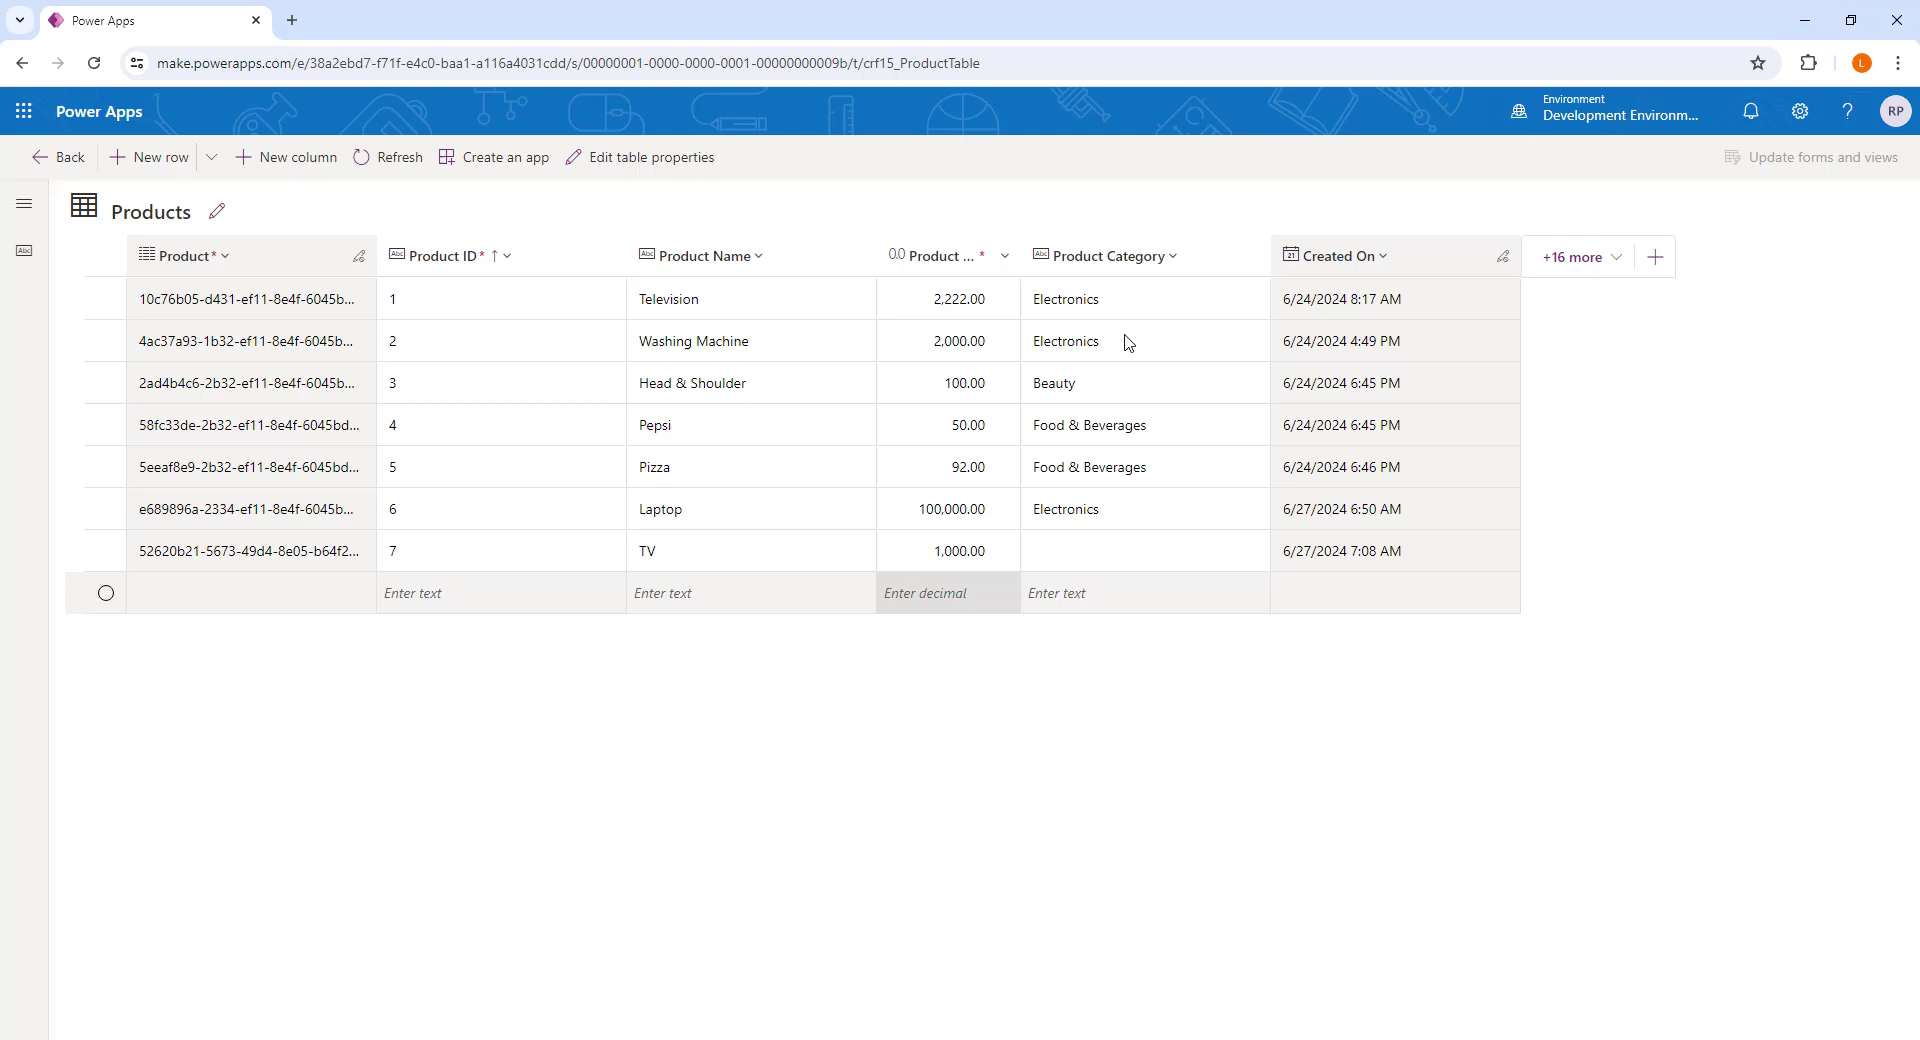 Power Apps
make.powerapps.com/e/38a2ebd7-f71f-e4c0-baa1-a116a4031cdd/s/00000001-0000-0000-0001-00000000009b/t/crf15_ProductTable
L
Power Apps
Environment
Development Environm...
RP
Back New row New column Refresh Create an app Edit table properties Update forms and views
Products
Abc
Product* Abc Product ID* ↑ Abc Product Name 0.0 Product ... * Abc Product Category 21 Created On +16 more
10c76b05-d431-ef11-8e4f-6045b... 1 Television 2,222.00 Electronics 6/24/2024 8:17 AM
4ac37a93-1b32-ef11-8e4f-6045b... 2 Washing Machine 2,000.00 Electronics 6/24/2024 4:49 PM
2ad4b4c6-2b32-ef11-8e4f-6045b... 3 Head & Shoulder 100.00 Beauty 6/24/2024 6:45 PM
58fc33de-2b32-ef11-8e4f-6045bd... 4 Pepsi 50.00 Food & Beverages 6/24/2024 6:45 PM
5eeaf8e9-2b32-ef11-8e4f-6045bd... 5 Pizza 92.00 Food & Beverages 6/24/2024 6:46 PM
e689896a-2334-ef11-8e4f-6045b... 6 Laptop 100,000.00 Electronics 6/27/2024 6:50 AM
52620b21-5673-49d4-8e05-b64f2... 7 TV 1,000.00 6/27/2024 7:08 AM
Enter text Enter text Enter decimal Enter text